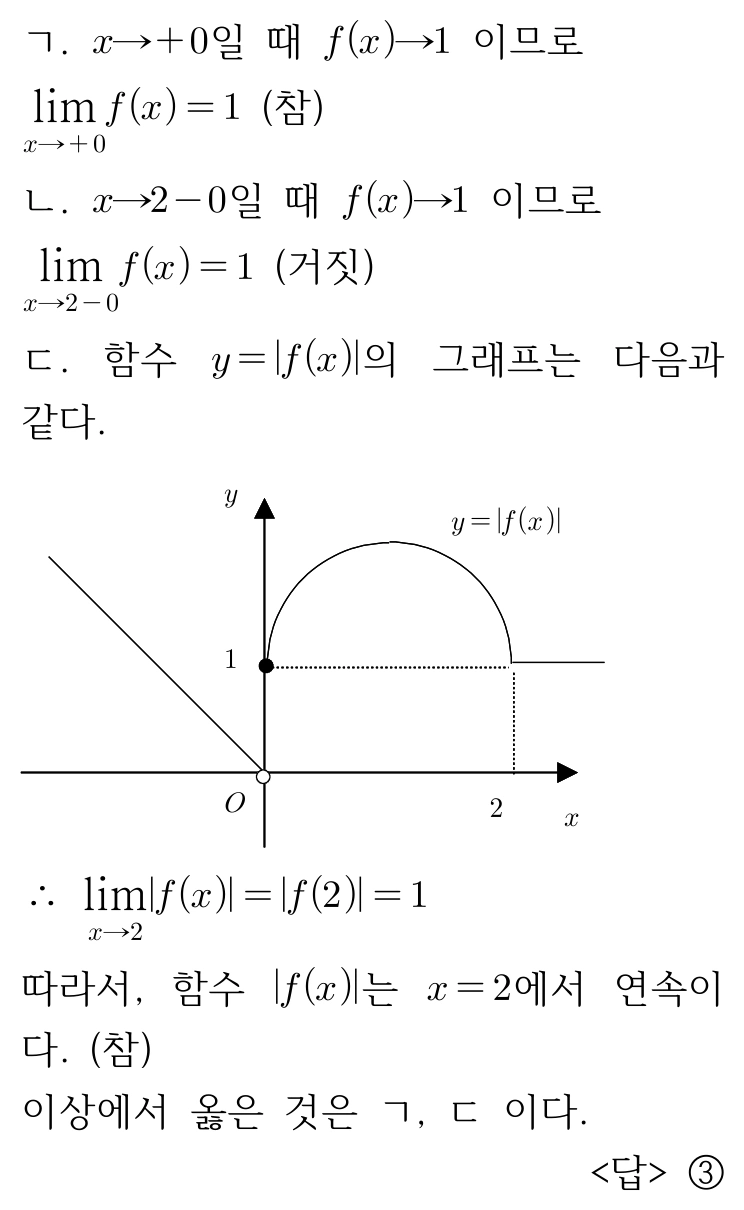 ㄱ. x→+0일 때 f(x)→1 이므로
lim f(x)=1 (참)
x→+0
ㄴ. x→2-0일 때 f(x)→1 이므로
lim f(x)=1 (거짓)
x→2-0
ㄷ. 함수 y=|f(x)|의 그래프는 다음과
같다.
y
y=|f(x)|
1
O
2
x
∴ lim|f(x)|=|f(2)|=1
x→2
따라서, 함수 |f(x)|는 x=2에서 연속이
다. (참)
이상에서 옳은 것은 ㄱ, ㄷ 이다.
<답> ③